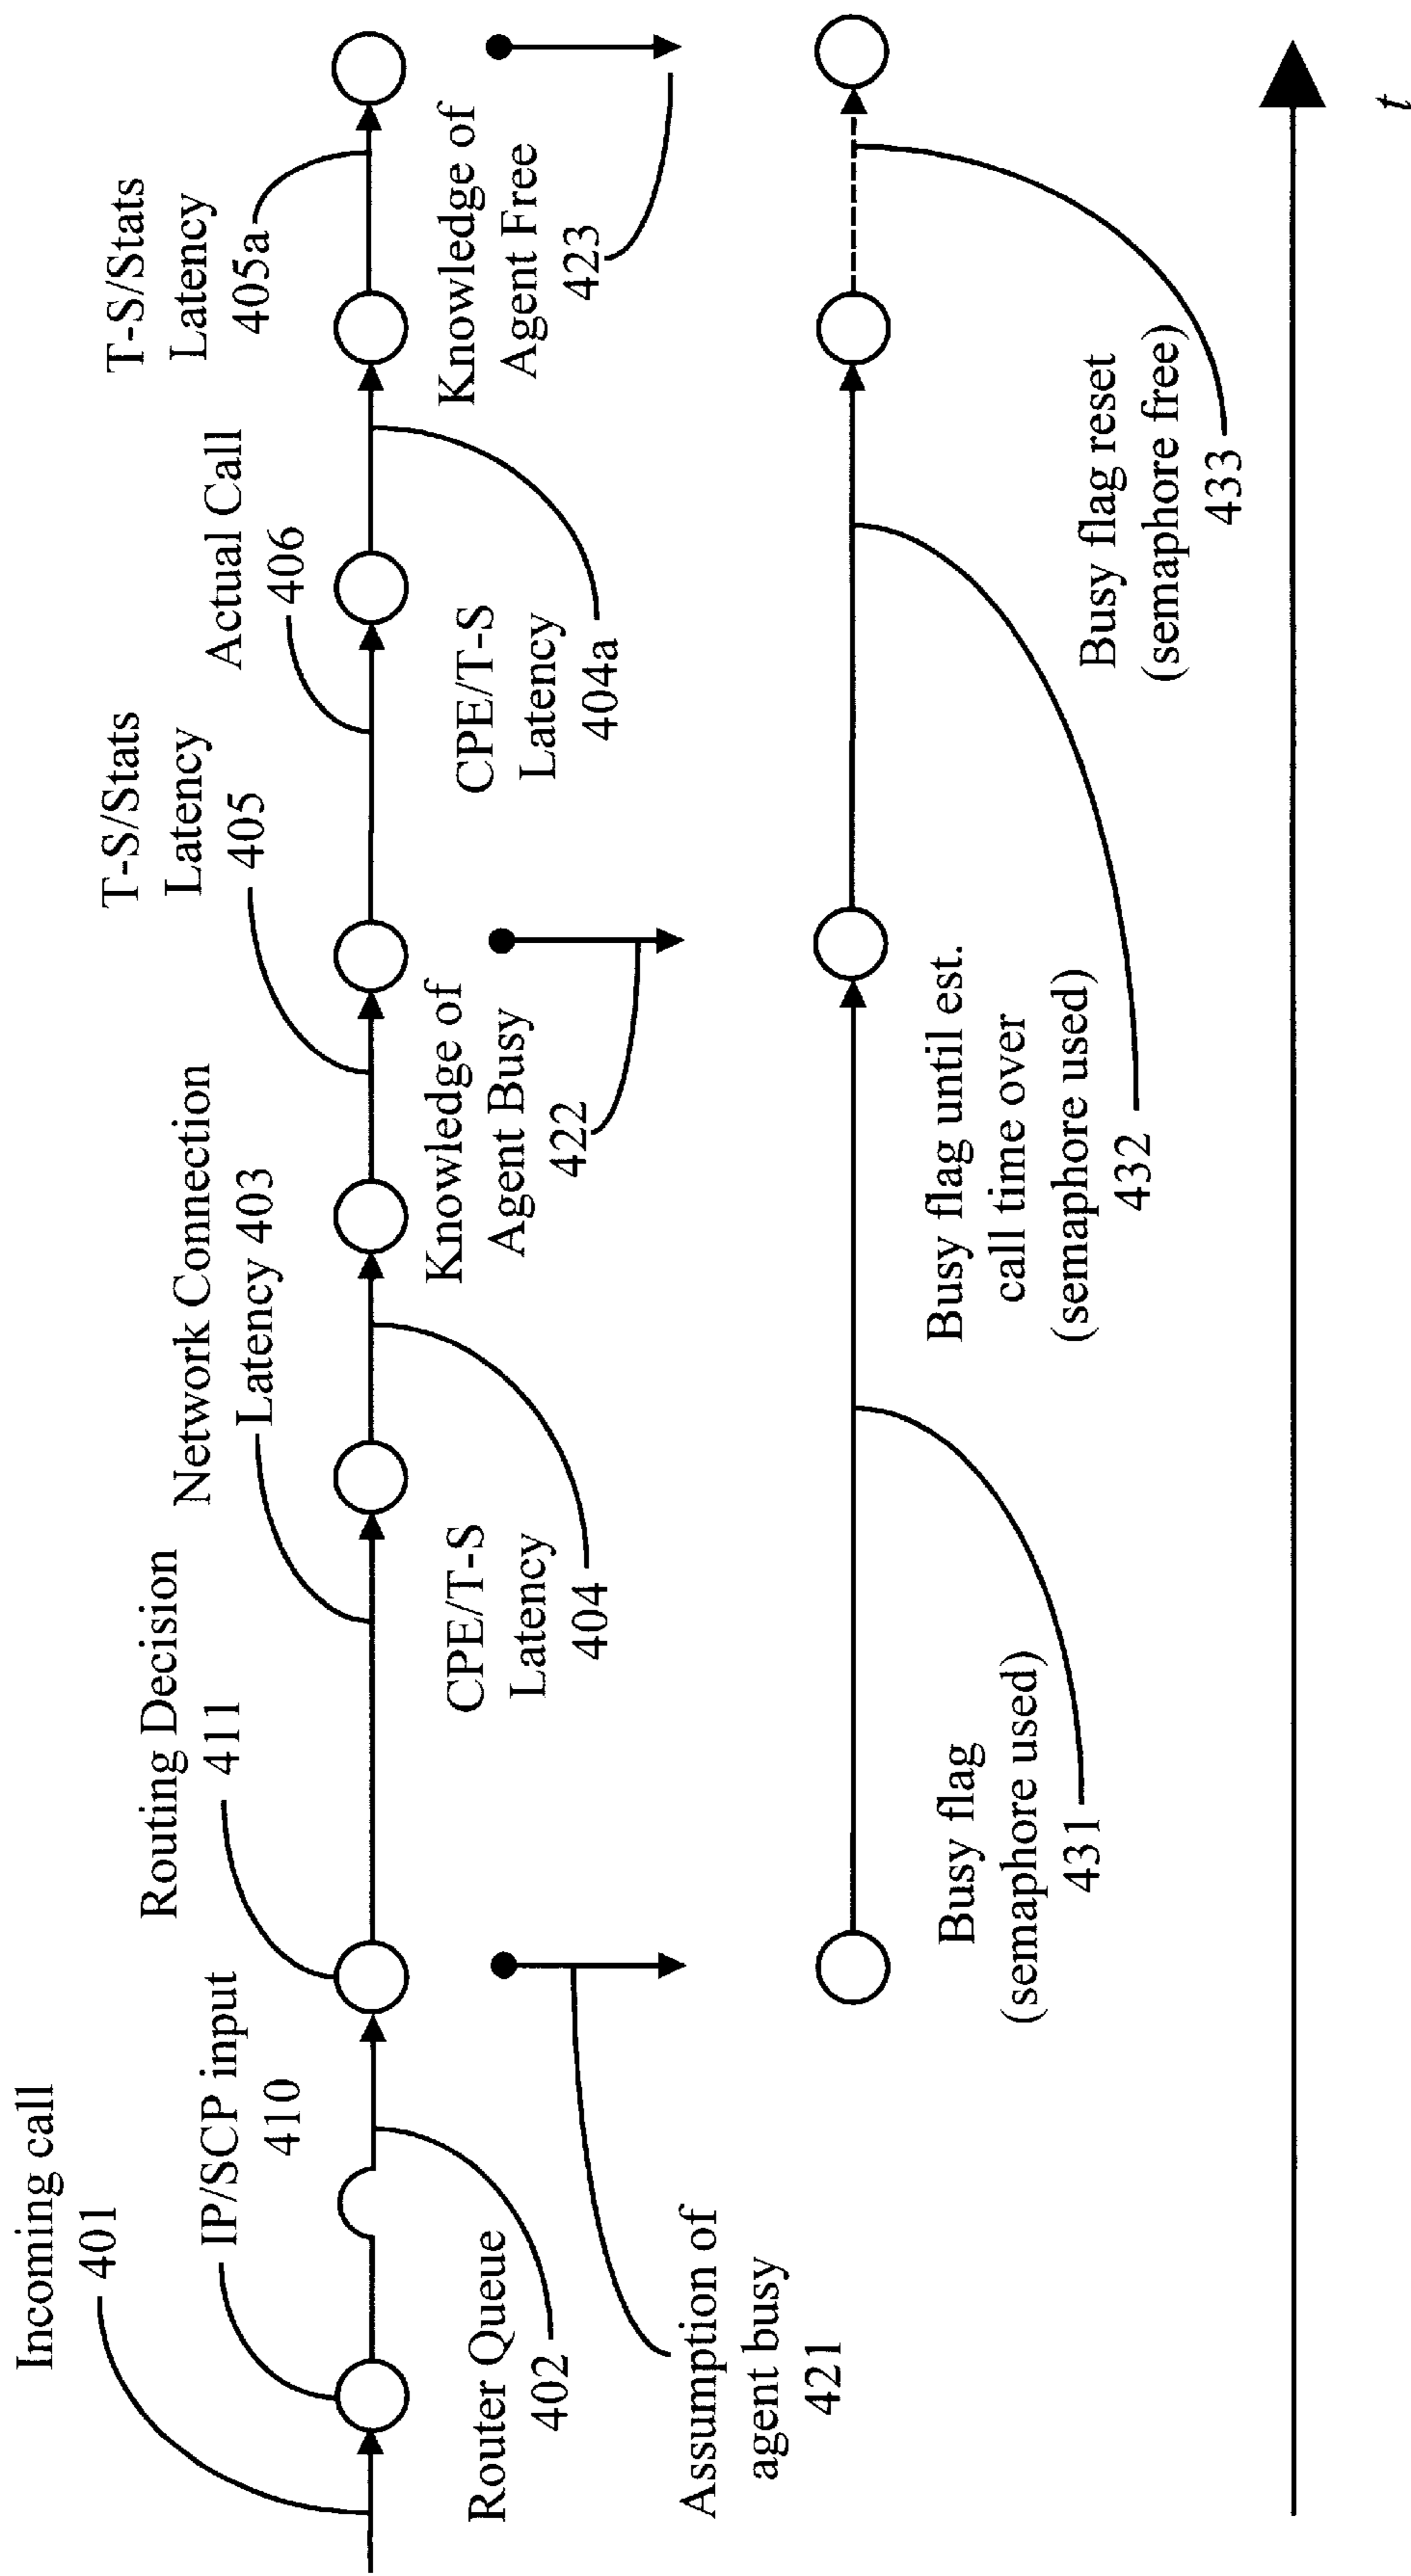 Incoming call
401
IP/SCP input
410
Routing Decision
411
Network Connection
Latency 403
T-S/Stats
Latency
405
Actual Call
406
T-S/Stats
Latency
405a
Router Queue
402
CPE/T-S
Latency
404
Knowledge of
Agent Busy
422
CPE/T-S
Latency
404a
Knowledge of
Agent Free
423
Assumption of
agent busy
421
Busy flag
(semaphore used)
431
Busy flag until est.
call time over
(semaphore used)
432
Busy flag reset
(semaphore free)
433
t